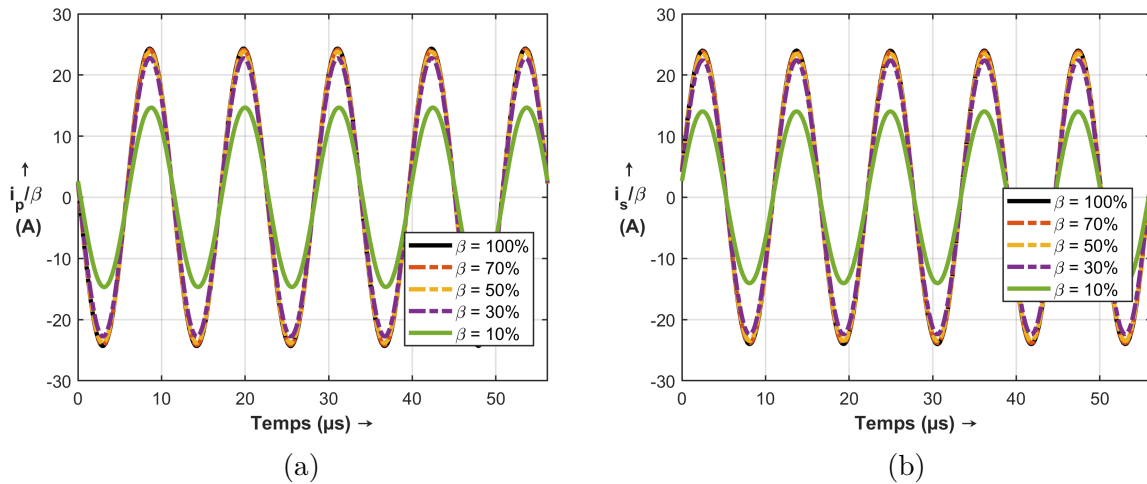 30
20
10
0
-10
-20
-30
↑
i_p/β
(A)
β = 100%
β = 70%
β = 50%
β = 30%
β = 10%
0 10 20 30 40 50
Temps (µs) →
(a)
30
20
10
0
-10
-20
-30
↑
i_s/β
(A)
β = 100%
β = 70%
β = 50%
β = 30%
β = 10%
0 10 20 30 40 50
Temps (µs) →
(b)